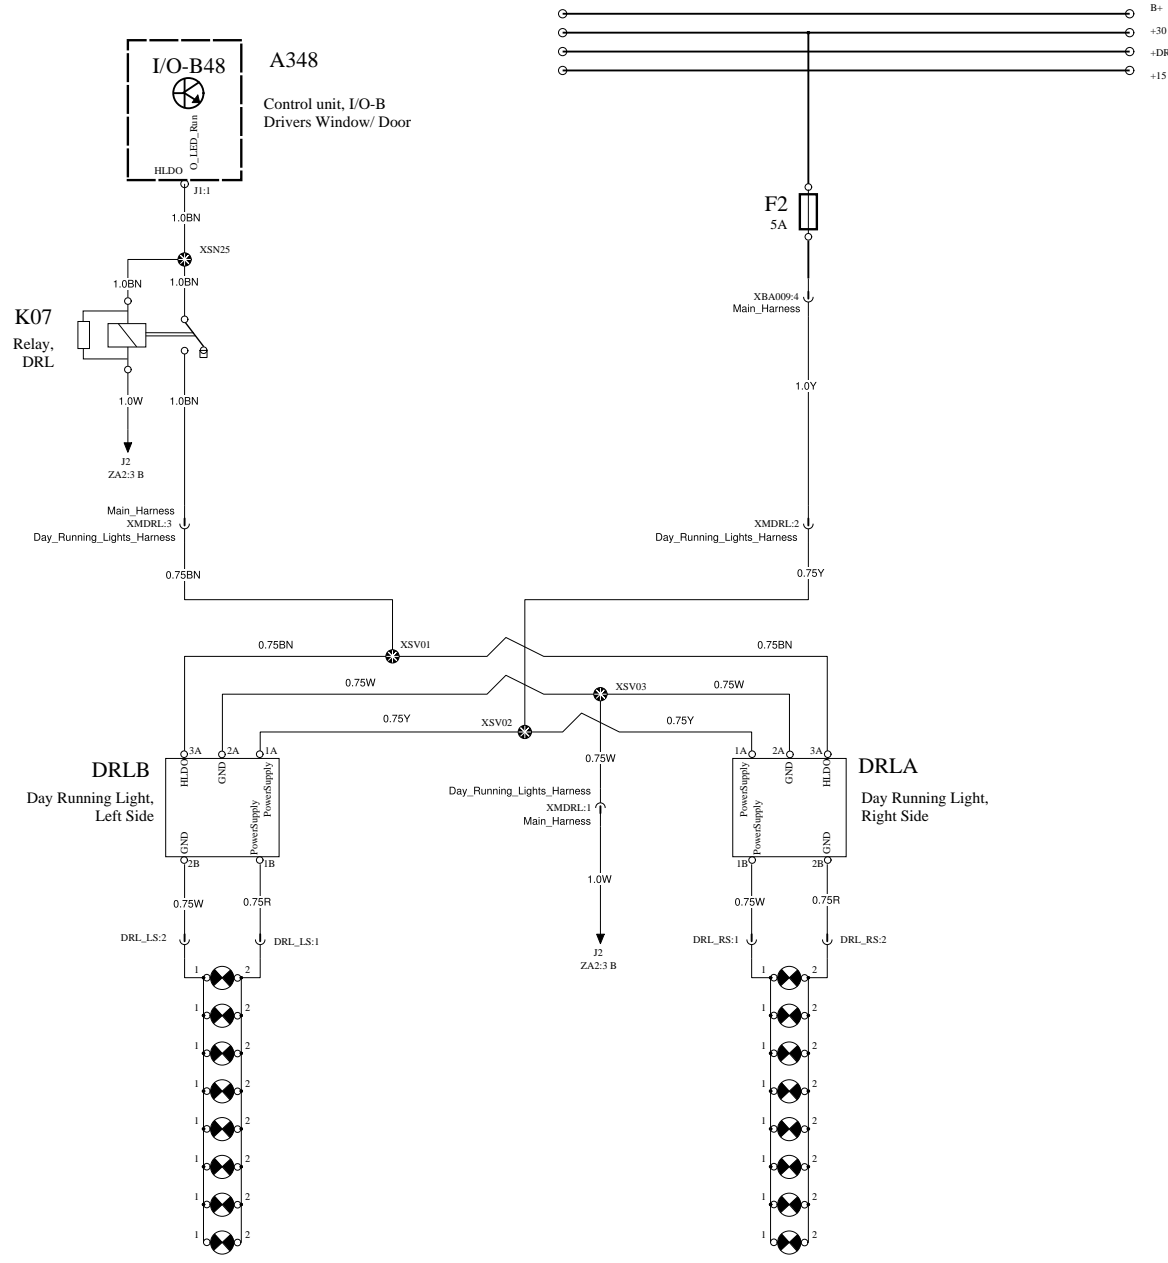 B+
+30
+DR
+15
I/O-B48
A348
O_LED_Run
Control unit, I/O-B
Drivers Window/ Door
HLDO
J1:1
1.0BN
XSN25
1.0BN
1.0BN
K07
Relay,
DRL
1.0W
1.0BN
J2
ZA2:3 B
F2
5A
XBA009:4
Main_Harness
1.0Y
Main_Harness
XMDRL:3
Day_Running_Lights_Harness
XMDRL:2
Day_Running_Lights_Harness
0.75BN
0.75Y
0.75BN
XSV01
0.75BN
0.75W
XSV03
0.75W
0.75Y
XSV02
0.75Y
3A
2A
1A
0.75W
1A
2A
3A
DRLB
Day Running Light,
Left Side
HLDO
GND
PowerSupply
GND
PowerSupply
2B
1B
Day_Running_Lights_Harness
XMDRL:1
Main_Harness
DRLA
Day Running Light,
Right Side
PowerSupply
GND
HLDO
PowerSupply
GND
1B
2B
0.75W
0.75R
1.0W
0.75W
0.75R
DRL_LS:2
DRL_LS:1
J2
ZA2:3 B
DRL_RS:1
DRL_RS:2
1 2 1 2
1 2 1 2
1 2 1 2
1 2 1 2
1 2 1 2
1 2 1 2
1 2 1 2
1 2 1 2